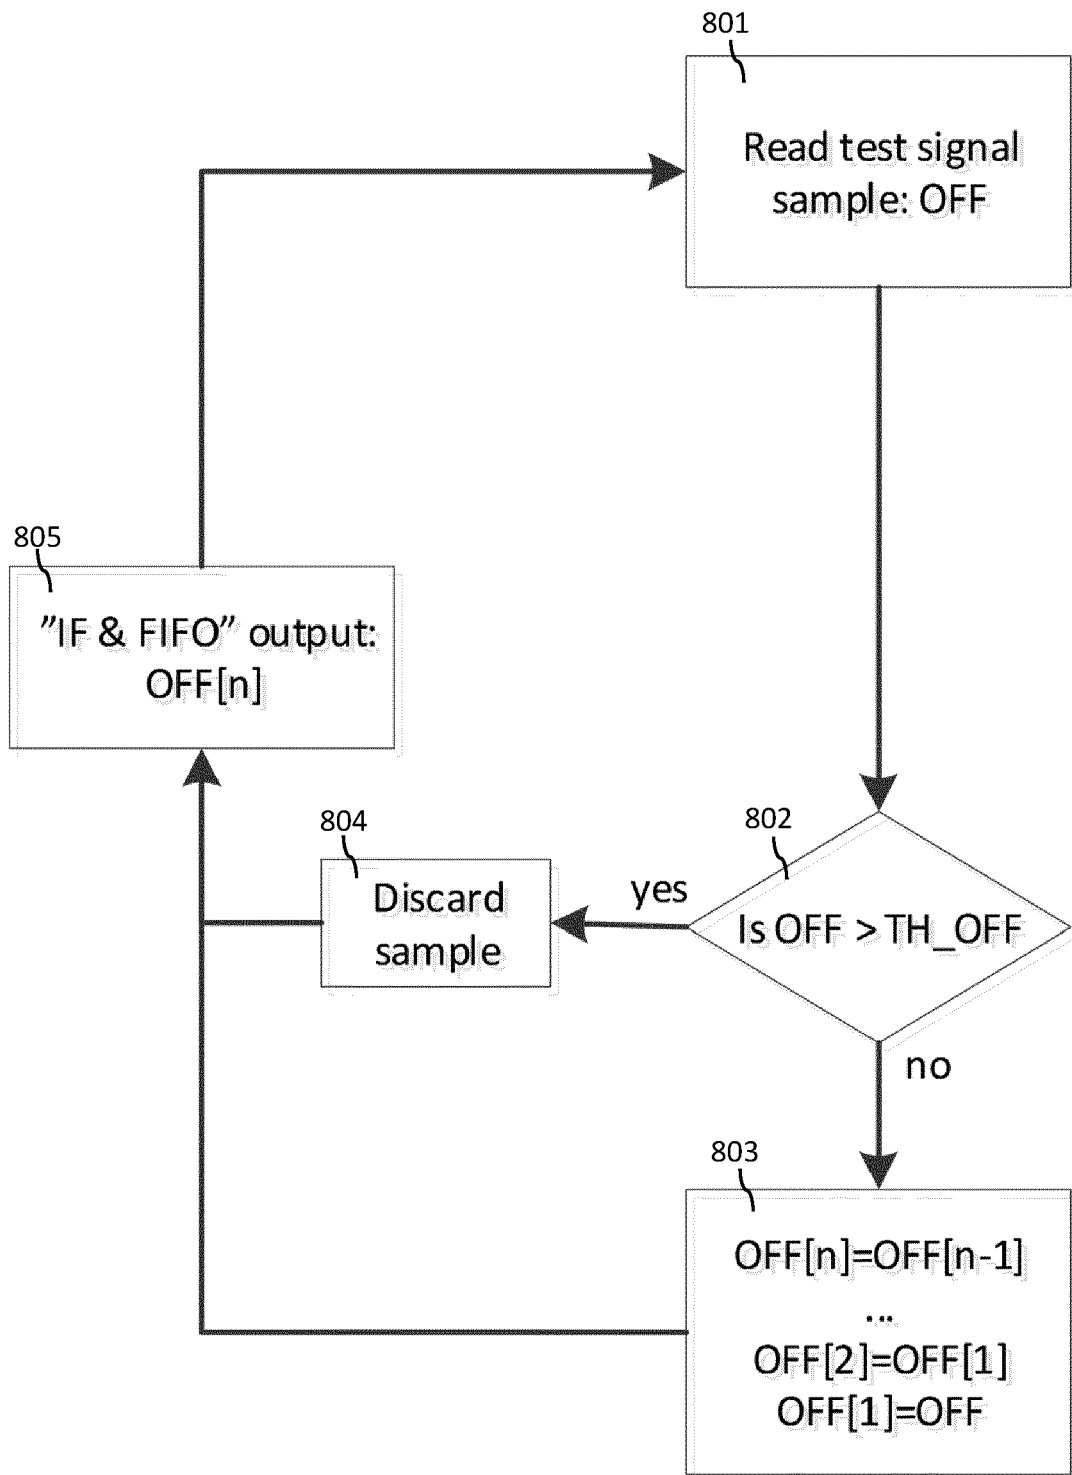 801
Read test signal
sample: OFF
805
"IF & FIFO" output:
OFF[n]
804
Discard
sample
yes
802
Is OFF > TH_OFF
no
803
OFF[n]=OFF[n-1]
...
OFF[2]=OFF[1]
OFF[1]=OFF